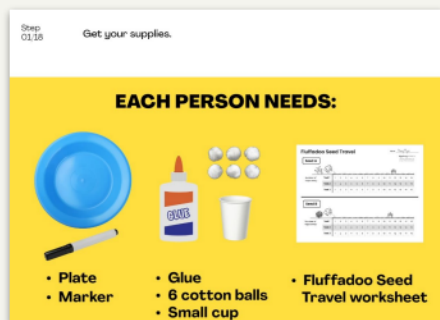 Step
01/18
Get your supplies.
EACH PERSON NEEDS:
GLUE
Fluffadoo Seed Travel
• Plate
• Marker
• Glue
• 6 cotton balls
• Small cup
• Fluffadoo Seed
Travel worksheet